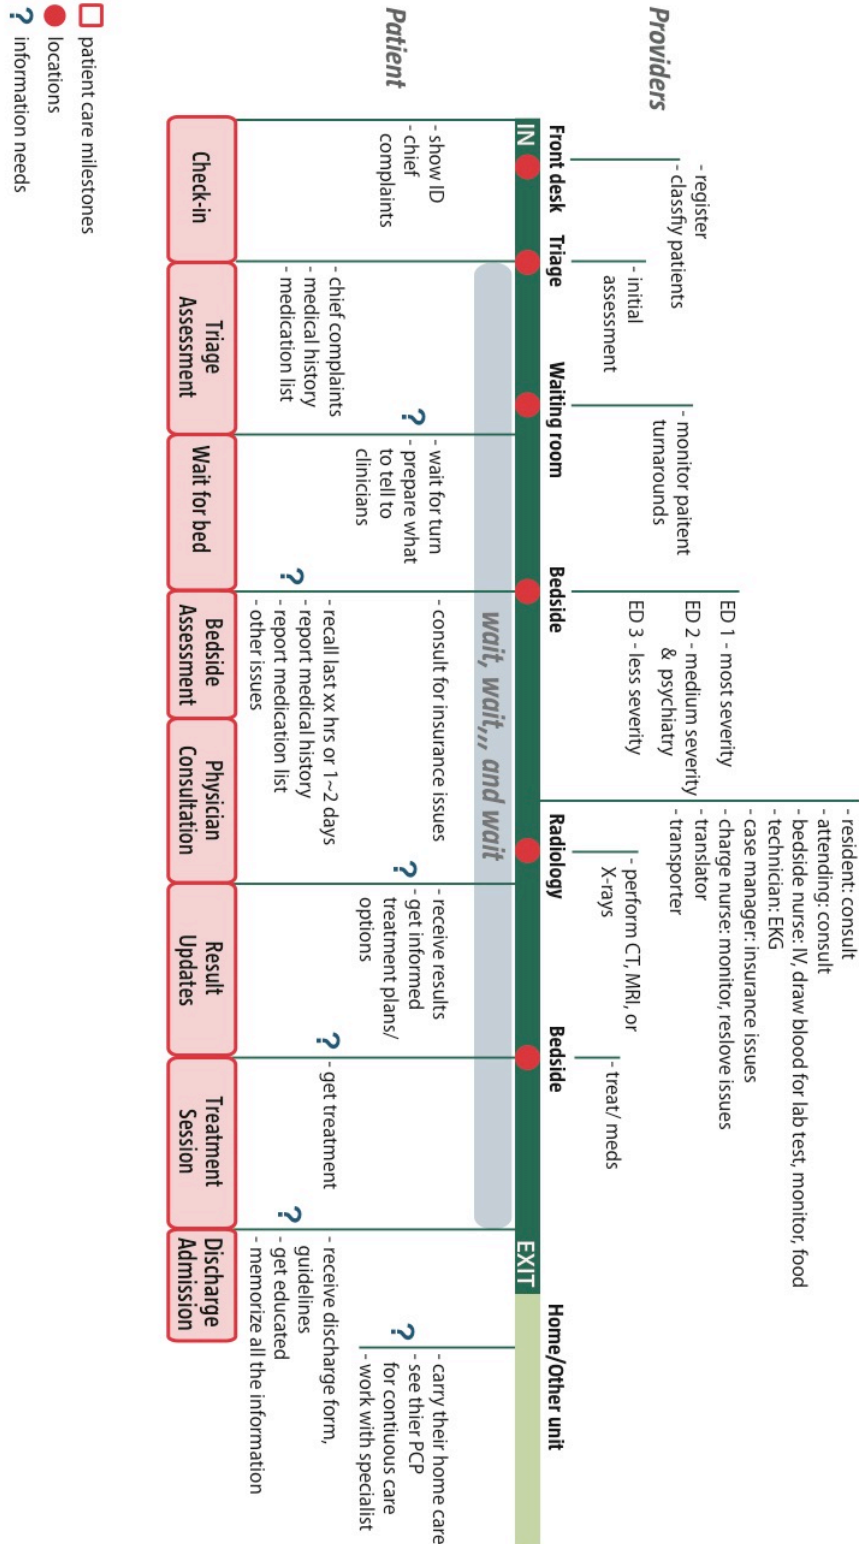 Providers
- register
- classfiy patients
- initial
assessment
- monitor paitent
turnarounds
ED 1 - most severity
ED 2 - medium severity
& psychiatry
ED 3 - less severity
- resident: consult
- attending: consult
- bedside nurse: IV, draw blood for lab test, monitor, food
- technician: EKG
- case manager: insurance issues
- charge nurse: monitor, reslove issues
- translator
- transporter
- perform CT, MRI, or
X-rays
- treat/ meds
Front desk
Triage
Waiting room
Bedside
Radiology
Bedside
Home/Other unit
IN
EXIT
wait, wait,,, and wait
Patient
- show ID
- chief
complaints
- chief complaints
- medical history
- medication list
?
- wait for turn
- prepare what
to tell to
clinicians
?
- consult for insurance issues
- recall last xx hrs or 1~2 days
- report medical history
- report medication list
- other issues
?
- receive results
- get informed
treatment plans/
options
?
- get treatment
?
- receive discharge form,
guidelines
- get educated
- memorize all the information
?
- carry their home care
- see thier PCP
for contiuous care
- work with specialist
Check-in
Triage
Assessment
Wait for bed
Bedside
Assessment
Physician
Consultation
Result
Updates
Treatment
Session
Discharge
Admission
patient care milestones
locations
? information needs